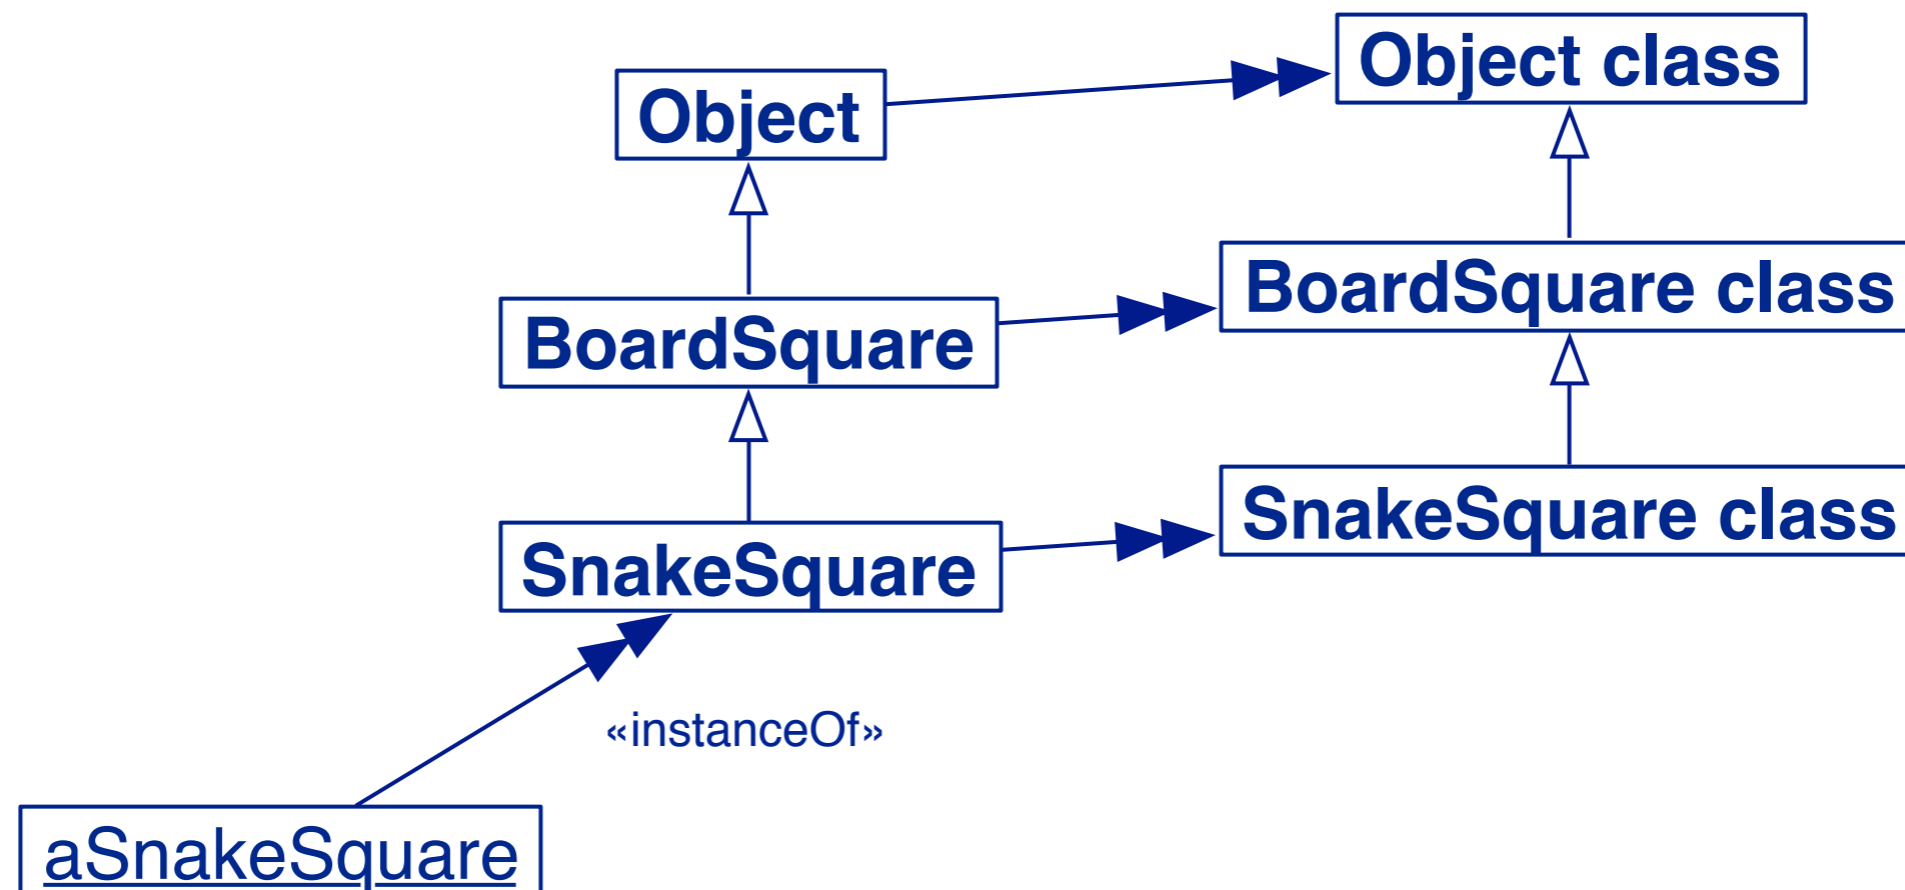 Object class
Object
BoardSquare class
BoardSquare
SnakeSquare class
SnakeSquare
«instanceOf»
aSnakeSquare